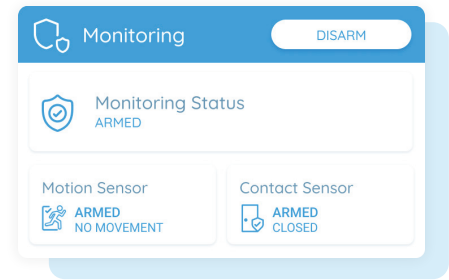 Monitoring
DISARM
Monitoring Status
ARMED
Motion Sensor
ARMED
NO MOVEMENT
Contact Sensor
ARMED
CLOSED